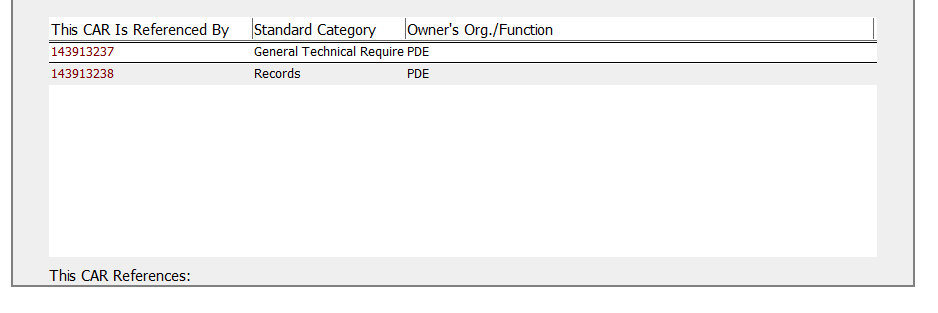 This CAR Is Referenced By Standard Category Owner's Org./Function
143913237 General Technical Require PDE
143913238 Records PDE
This CAR References: